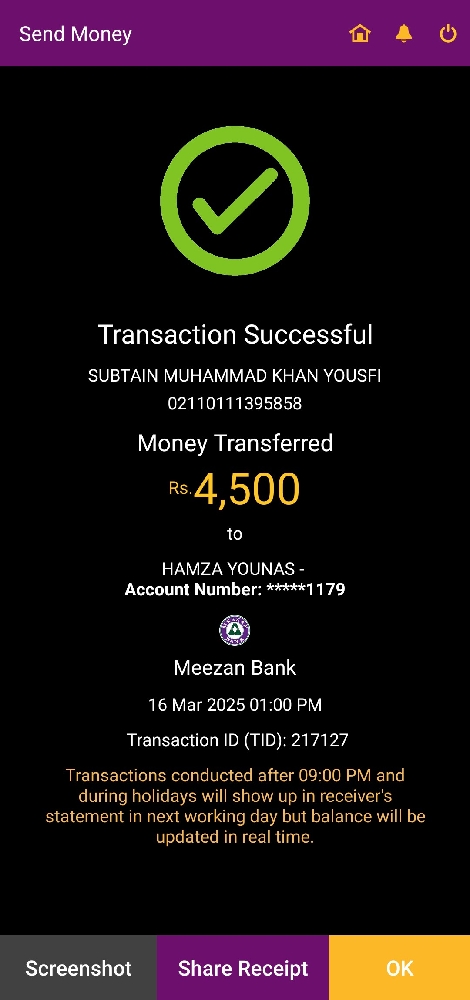 Send Money
Transaction Successful
SUBTAIN MUHAMMAD KHAN YOUSFI
02110111395858
Money Transferred
Rs.4,500
to
HAMZA YOUNAS -
Account Number: *****1179
Meezan Bank
16 Mar 2025 01:00 PM
Transaction ID (TID): 217127
Transactions conducted after 09:00 PM and
during holidays will show up in receiver's
statement in next working day but balance will be
updated in real time.
Screenshot
Share Receipt
OK